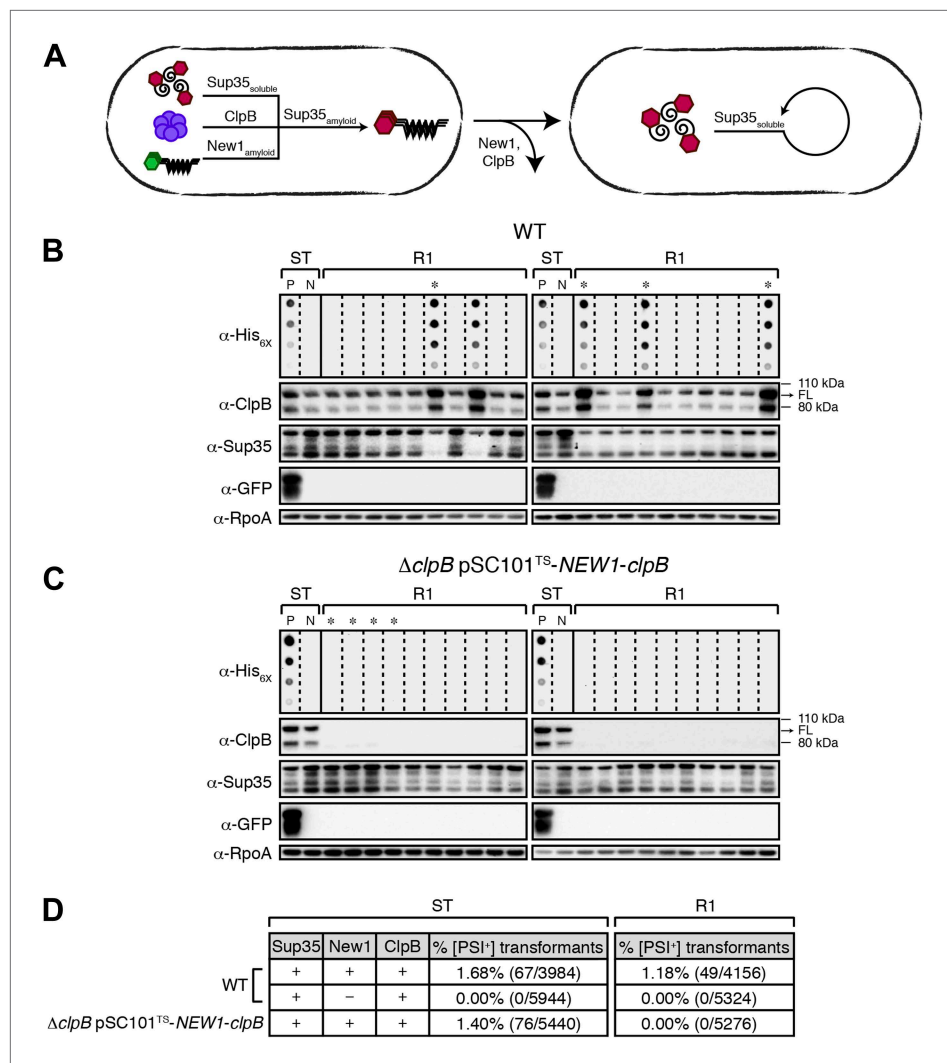 A
Sup35soluble
ClpB
Sup35amyloid
New1amyloid
New1,
ClpB
Sup35soluble
B
WT
ST R1 ST R1
P N * P N * * *
α-His6X
α-ClpB
110 kDa
FL
80 kDa
α-Sup35
α-GFP
α-RpoA
C
ΔclpB pSC101TS-NEW1-clpB
ST R1 ST R1
P N * * * * P N
α-His6X
α-ClpB
110 kDa
FL
80 kDa
α-Sup35
α-GFP
α-RpoA
D
ST R1
Sup35 New1 ClpB % [PSI+] transformants % [PSI+] transformants
WT
+ + + 1.68% (67/3984) 1.18% (49/4156)
+ − + 0.00% (0/5944) 0.00% (0/5324)
ΔclpB pSC101TS-NEW1-clpB + + + 1.40% (76/5440) 0.00% (0/5276)